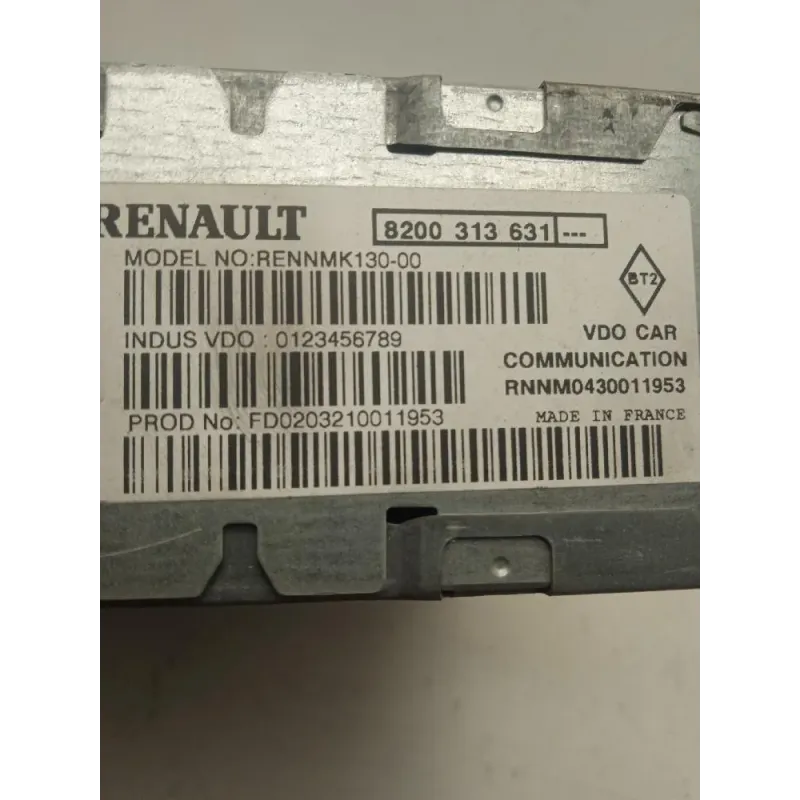 RENAULT
8200 313 631 ---
MODEL NO:RENNMK130-00
BT2
INDUS VDO : 0123456789
VDO CAR
COMMUNICATION
RNNM0430011953
PROD No: FD0203210011953
MADE IN FRANCE